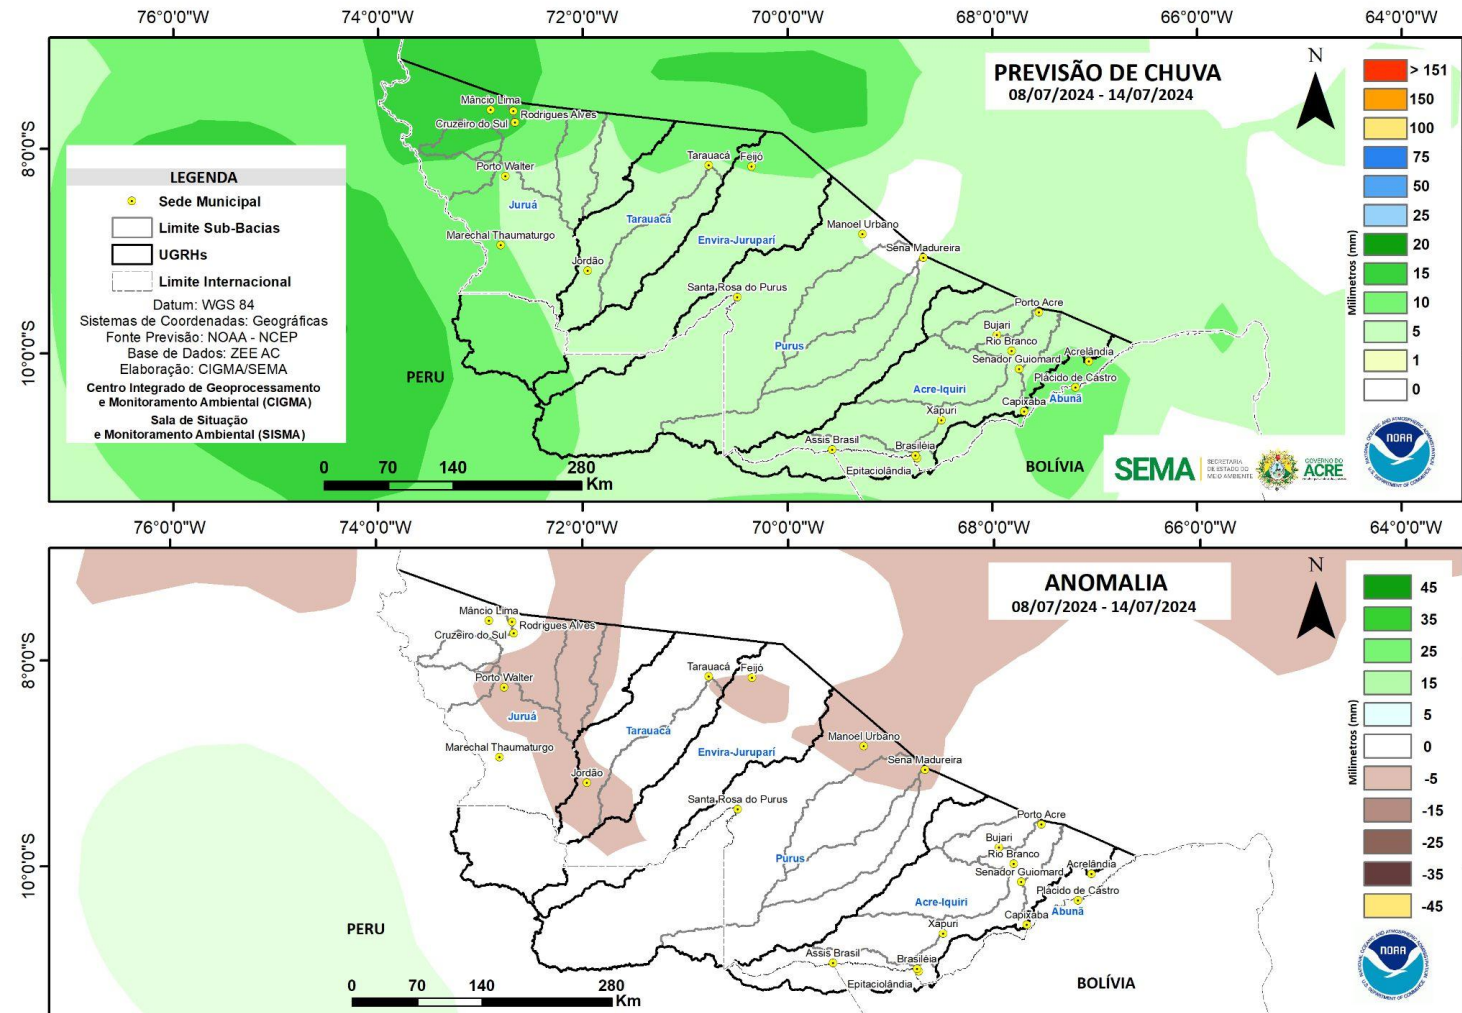 76°0'0"W 74°0'0"W 72°0'0"W 70°0'0"W 68°0'0"W 66°0'0"W 64°0'0"W
PREVISÃO DE CHUVA
08/07/2024 - 14/07/2024
N
> 151
150
100
75
50
25
20
15
10
5
1
0
Milímetros (mm)
8°0'0"S
10°0'0"S
LEGENDA
Sede Municipal
Limite Sub-Bacias
UGRHs
Limite Internacional
Datum: WGS 84
Sistemas de Coordenadas: Geográficas
Fonte Previsão: NOAA - NCEP
Base de Dados: ZEE AC
Elaboração: CIGMA/SEMA
Centro Integrado de Geoprocessamento
e Monitoramento Ambiental (CIGMA)
Sala de Situação
e Monitoramento Ambiental (SISMA)
Mâncio Lima
Rodrigues Alves
Cruzeiro do Sul
Porto Walter
Juruá
Marechal Thaumaturgo
Jordão
Tarauacá
Feijó
Tarauacá
Envira-Juruparí
Manoel Urbano
Sena Madureira
Santa Rosa do Purus
Purus
Porto Acre
Bujari
Rio Branco
Senador Guiomard
Acrelândia
Plácido de Castro
Abunã
Acre-Iquiri
Capixaba
Xapuri
Assis Brasil
Brasiléia
Epitaciolândia
PERU
BOLÍVIA
0 70 140 280
Km
SEMA
SECRETARIA
DE ESTADO DO
MEIO AMBIENTE
GOVERNO DO
ACRE
NOAA
76°0'0"W 74°0'0"W 72°0'0"W 70°0'0"W 68°0'0"W 66°0'0"W 64°0'0"W
ANOMALIA
08/07/2024 - 14/07/2024
N
45
35
25
15
5
0
-5
-15
-25
-35
-45
Milímetros (mm)
8°0'0"S
10°0'0"S
Mâncio Lima
Rodrigues Alves
Cruzeiro do Sul
Porto Walter
Juruá
Marechal Thaumaturgo
Jordão
Tarauacá
Feijó
Tarauacá
Envira-Juruparí
Manoel Urbano
Sena Madureira
Santa Rosa do Purus
Purus
Porto Acre
Bujari
Rio Branco
Senador Guiomard
Acrelândia
Plácido de Castro
Abunã
Acre-Iquiri
Capixaba
Xapuri
Assis Brasil
Brasiléia
Epitaciolândia
PERU
BOLÍVIA
0 70 140 280
Km
NOAA